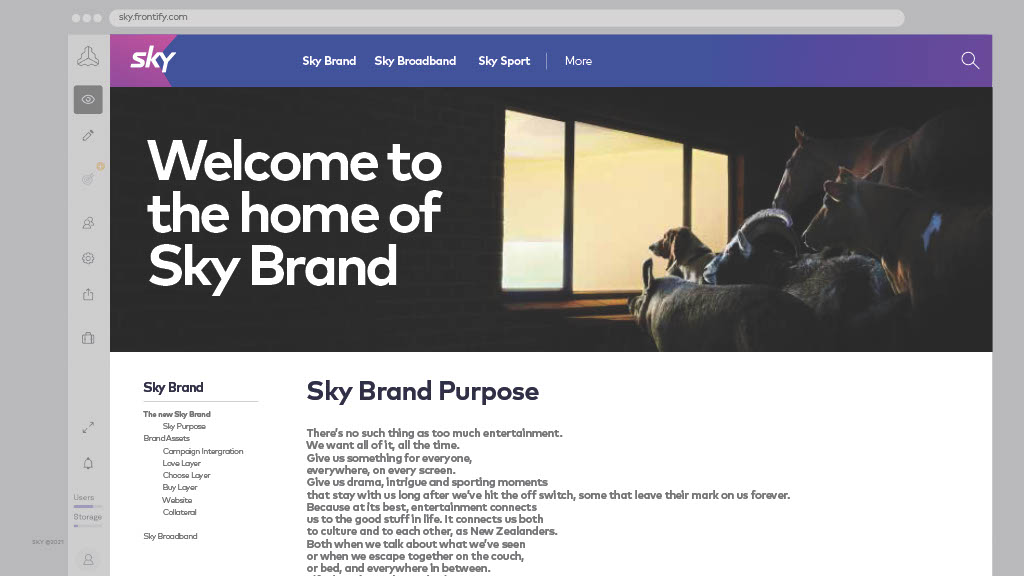 sky.frontify.com
sky
Sky Brand Sky Broadband Sky Sport More
Welcome to
the home of
Sky Brand
Sky Brand
The new Sky Brand
Sky Purpose
Brand Assets
Campaign Intergration
Love Layer
Choose Layer
Buy Layer
Website
Collateral
Sky Broadband
Users
Storage
SKY ©2021
Sky Brand Purpose
There's no such thing as too much entertainment.
We want all of it, all the time.
Give us something for everyone,
everywhere, on every screen.
Give us drama, intrigue and sporting moments
that stay with us long after we've hit the off switch, some that leave their mark on us forever.
Because at its best, entertainment connects
us to the good stuff in life. It connects us both
to culture and to each other, as New Zealanders.
Both when we talk about what we've seen
or when we escape together on the couch,
or bed, and everywhere in between.